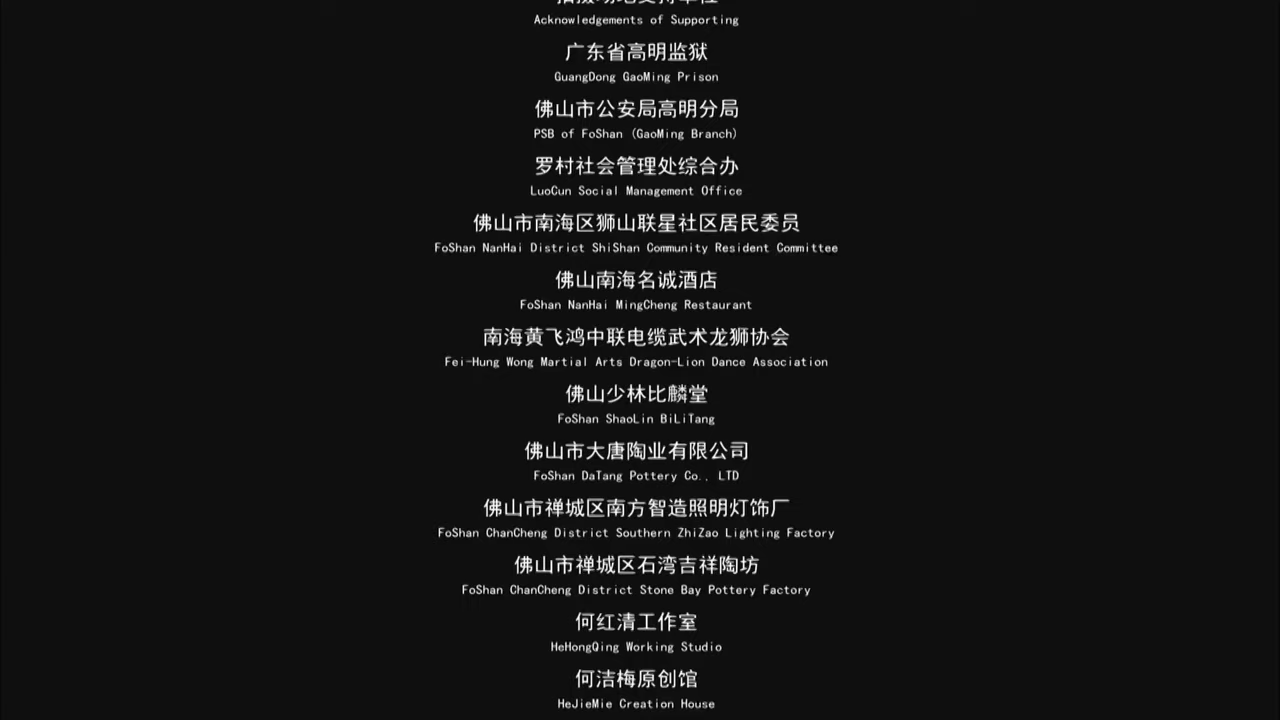 Acknowledgements of Supporting
广东省高明监狱
GuangDong GaoMing Prison
佛山市公安局高明分局
PSB of FoShan (GaoMing Branch)
罗村社会管理处综合办
LuoCun Social Management Office
佛山市南海区狮山联星社区居民委员
FoShan NanHai District ShiShan Community Resident Committee
佛山南海名诚酒店
FoShan NanHai MingCheng Restaurant
南海黄飞鸿中联电缆武术龙狮协会
Fei-Hung Wong Martial Arts Dragon-Lion Dance Association
佛山少林比麟堂
FoShan ShaoLin BiLiTang
佛山市大唐陶业有限公司
FoShan DaTang Pottery Co., LTD
佛山市禅城区南方智造照明灯饰厂
FoShan ChanCheng District Southern ZhiZao Lighting Factory
佛山市禅城区石湾吉祥陶坊
FoShan ChanCheng District Stone Bay Pottery Factory
何红清工作室
HeHongQing Working Studio
何洁梅原创馆
HeJieMie Creation House